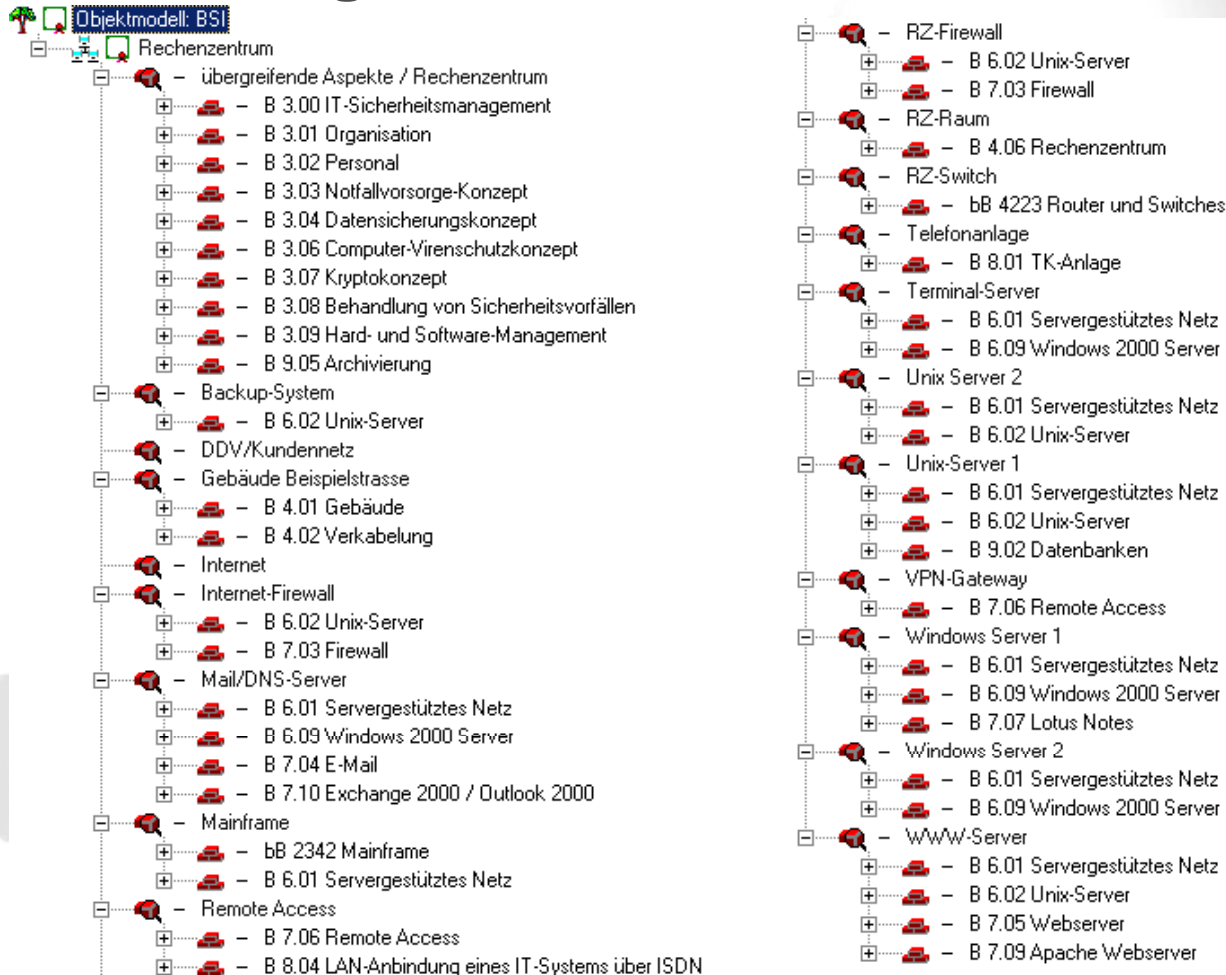 Objektmodell: BSI
Rechenzentrum
– übergreifende Aspekte / Rechenzentrum
– B 3.00 IT-Sicherheitsmanagement
– B 3.01 Organisation
– B 3.02 Personal
– B 3.03 Notfallvorsorge-Konzept
– B 3.04 Datensicherungskonzept
– B 3.06 Computer-Virenschutzkonzept
– B 3.07 Kryptokonzept
– B 3.08 Behandlung von Sicherheitsvorfällen
– B 3.09 Hard- und Software-Management
– B 9.05 Archivierung
– Backup-System
– B 6.02 Unix-Server
– DDV/Kundennetz
– Gebäude Beispielstrasse
– B 4.01 Gebäude
– B 4.02 Verkabelung
– Internet
– Internet-Firewall
– B 6.02 Unix-Server
– B 7.03 Firewall
– Mail/DNS-Server
– B 6.01 Servergestütztes Netz
– B 6.09 Windows 2000 Server
– B 7.04 E-Mail
– B 7.10 Exchange 2000 / Outlook 2000
– Mainframe
– bB 2342 Mainframe
– B 6.01 Servergestütztes Netz
– Remote Access
– B 7.06 Remote Access
– B 8.04 LAN-Anbindung eines IT-Systems über ISDN
– RZ-Firewall
– B 6.02 Unix-Server
– B 7.03 Firewall
– RZ-Raum
– B 4.06 Rechenzentrum
– RZ-Switch
– bB 4223 Router und Switches
– Telefonanlage
– B 8.01 TK-Anlage
– Terminal-Server
– B 6.01 Servergestütztes Netz
– B 6.09 Windows 2000 Server
– Unix Server 2
– B 6.01 Servergestütztes Netz
– B 6.02 Unix-Server
– Unix-Server 1
– B 6.01 Servergestütztes Netz
– B 6.02 Unix-Server
– B 9.02 Datenbanken
– VPN-Gateway
– B 7.06 Remote Access
– Windows Server 1
– B 6.01 Servergestütztes Netz
– B 6.09 Windows 2000 Server
– B 7.07 Lotus Notes
– Windows Server 2
– B 6.01 Servergestütztes Netz
– B 6.09 Windows 2000 Server
– WWW-Server
– B 6.01 Servergestütztes Netz
– B 6.02 Unix-Server
– B 7.05 Webserver
– B 7.09 Apache Webserver